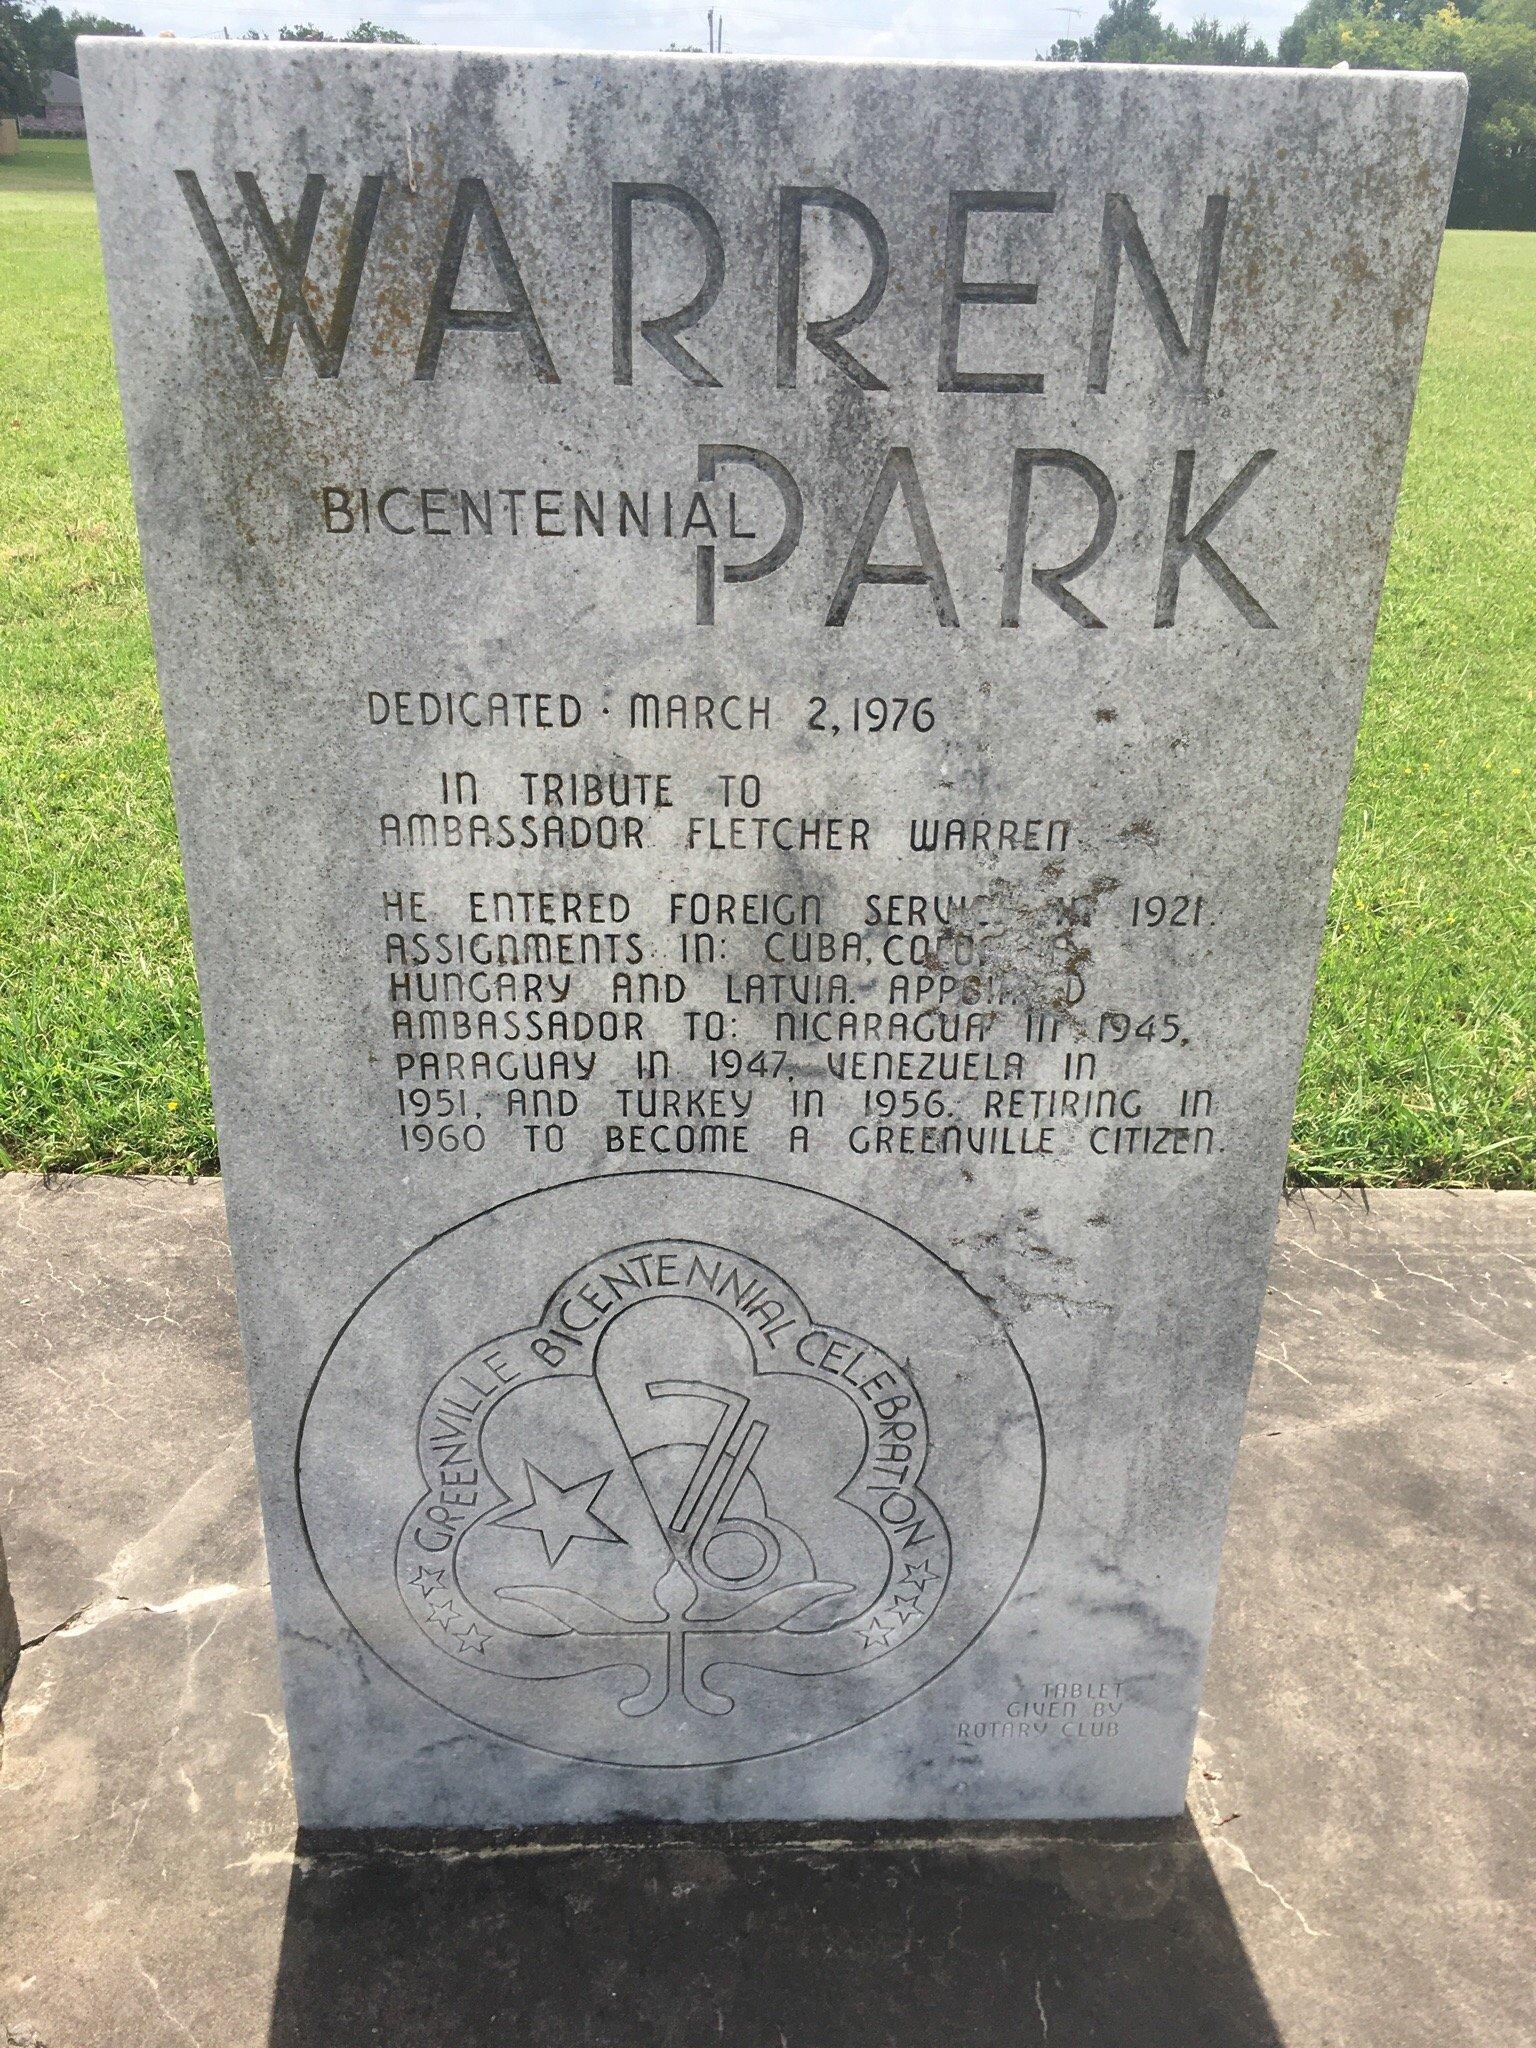 WARREN
BICENTENNIAL PARK
DEDICATED · MARCH 2, 1976
IN TRIBUTE TO
AMBASSADOR FLETCHER WARREN
HE ENTERED FOREIGN 1921.
ASSIGNMENTS IN: CUBA,
HUNGARY AND LATVIA.
AMBASSADOR TO: NICARAGUA IN 1945,
PARAGUAY IN 1947, VENEZUELA IN
1951, AND TURKEY IN 1956. RETIRING IN
1960 TO BECOME A GREENVILLE CITIZEN.
GREENVILLE BICENTENNIAL CELEBRATION
76
TABLET
GIVEN BY
ROTARY CLUB